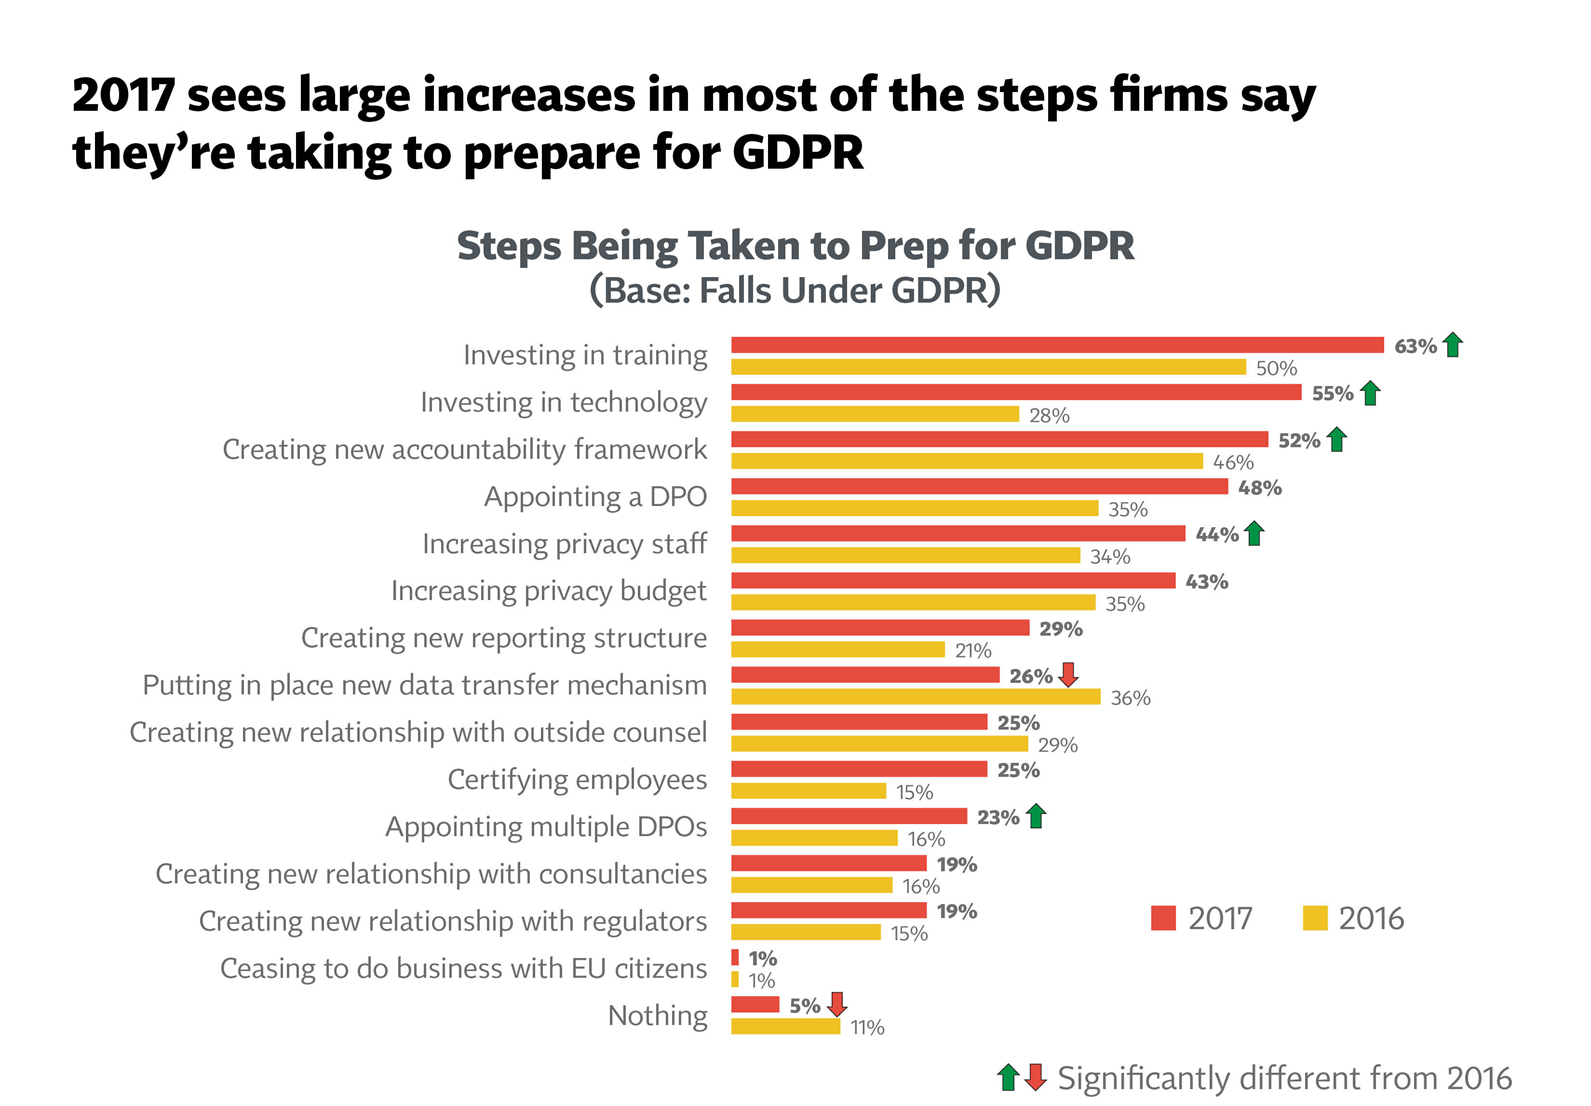 2017 sees large increases in most of the steps firms say
they’re taking to prepare for GDPR
Steps Being Taken to Prep for GDPR
(Base: Falls Under GDPR)
Investing in training
63%
50%
Investing in technology
55%
28%
Creating new accountability framework
52%
46%
Appointing a DPO
48%
35%
Increasing privacy staff
44%
34%
Increasing privacy budget
43%
35%
Creating new reporting structure
29%
21%
Putting in place new data transfer mechanism
26%
36%
Creating new relationship with outside counsel
25%
29%
Certifying employees
25%
15%
Appointing multiple DPOs
23%
16%
Creating new relationship with consultancies
19%
16%
Creating new relationship with regulators
19%
15%
Ceasing to do business with EU citizens
1%
1%
Nothing
5%
11%
2017
2016
Significantly different from 2016